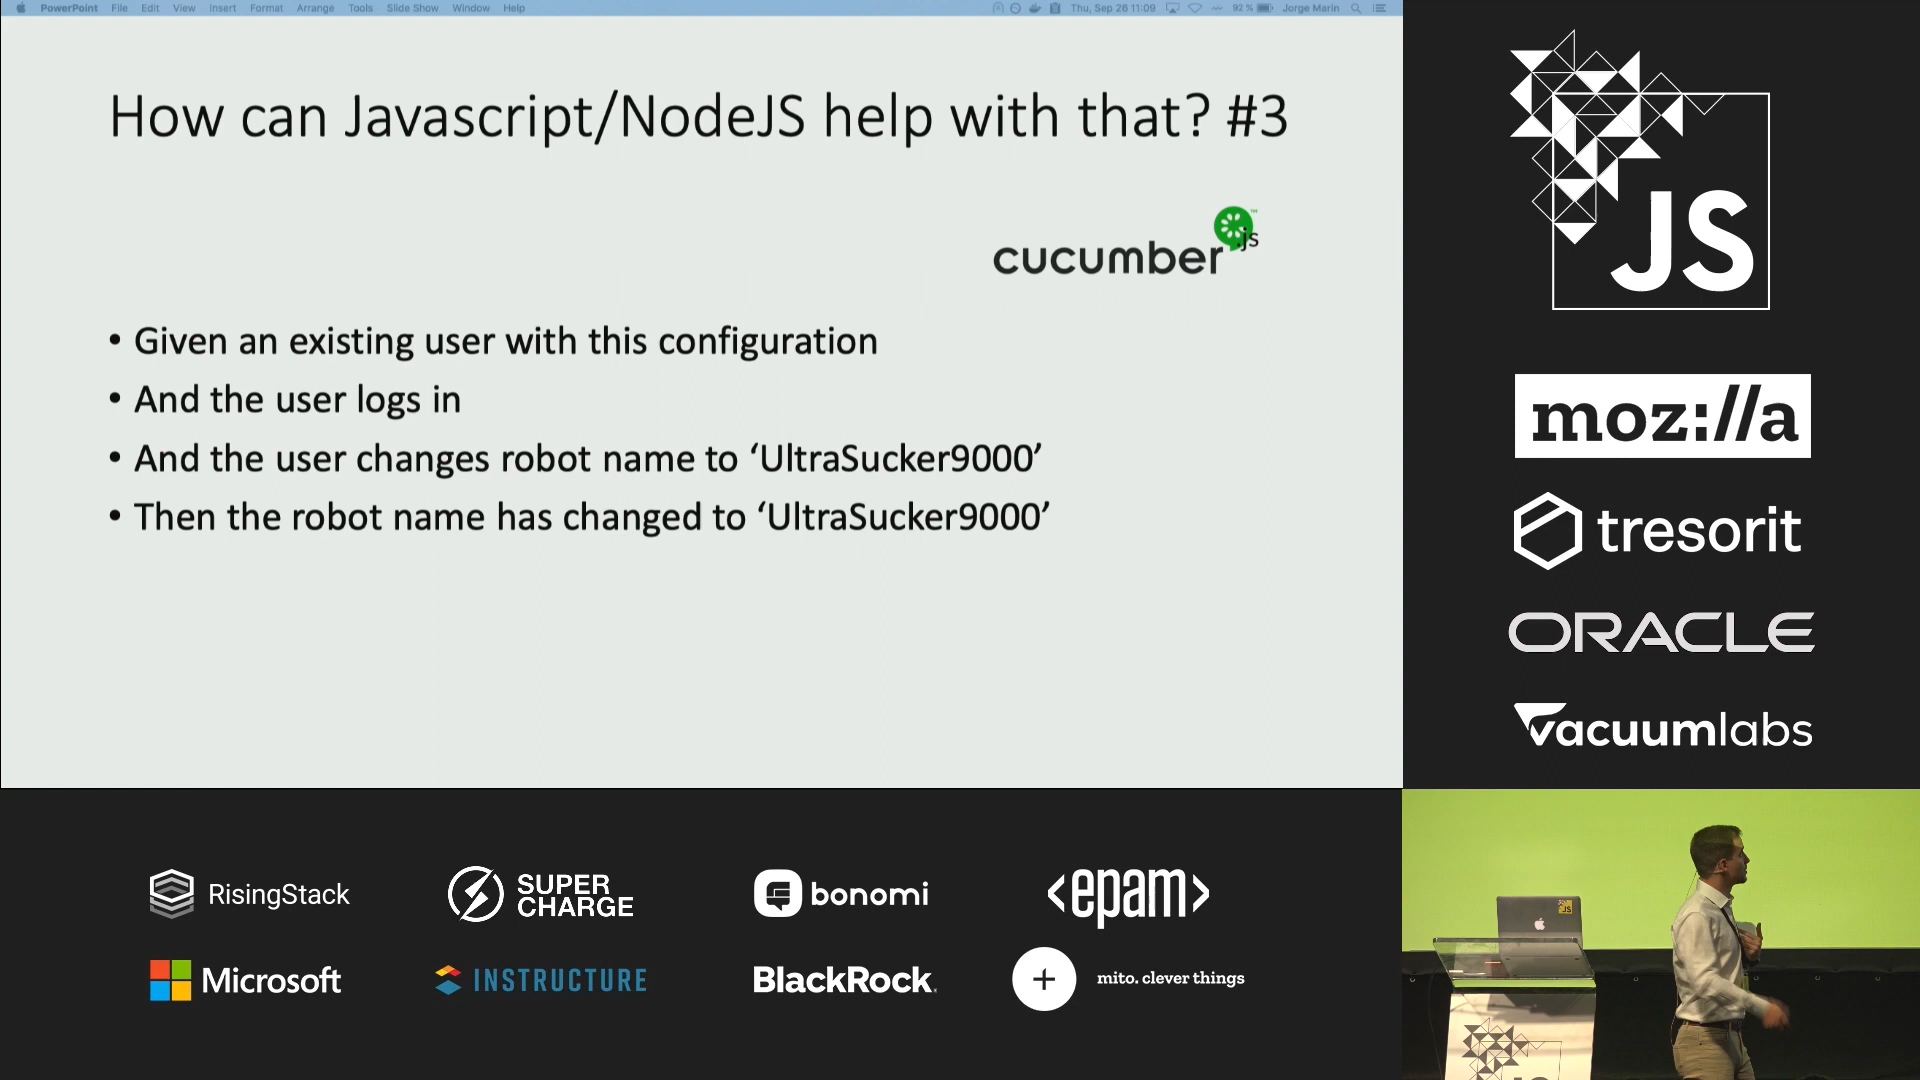 PowerPoint File Edit View Insert Format Arrange Tools Slide Show Window Help
Thu, Sep 26 11:09 92 % Jorge Marin
How can Javascript/NodeJS help with that? #3
cucumber .js
• Given an existing user with this configuration
• And the user logs in
• And the user changes robot name to ‘UltraSucker9000’
• Then the robot name has changed to ‘UltraSucker9000’
JS
moz://a
tresorit
ORACLE
vacuumlabs
RisingStack
SUPER
CHARGE
bonomi
<epam>
Microsoft
INSTRUCTURE
BlackRock.
+
mito. clever things
JS
JS